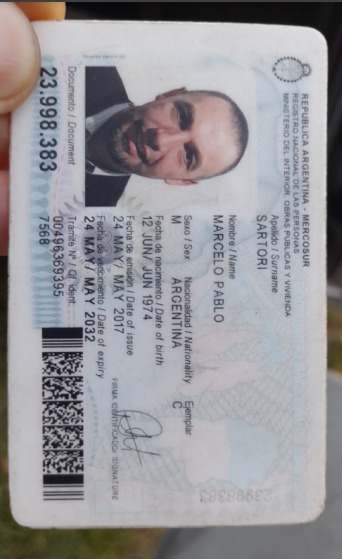 REPUBLICA ARGENTINA - MERCOSUR
REGISTRO NACIONAL DE LAS PERSONAS
MINISTERIO DEL INTERIOR, OBRAS PUBLICAS Y VIVIENDA
Apellido / Surname
SARTORI
Nombre / Name
MARCELO PABLO
Sexo / Sex Nacionalidad / Nationality Ejemplar
M ARGENTINA C
Fecha de nacimiento / Date of birth
12 JUN/ JUN 1974
Fecha de emisión / Date of issue
24 MAY/ MAY 2017
Fecha de vencimiento / Date of expiry
24 MAY/ MAY 2032
FIRMA IDENTIFICADO/ SIGNATURE
Documento / Document
23.998.383
Trámite Nº / Of. ident.
00498369395
7568
23998383